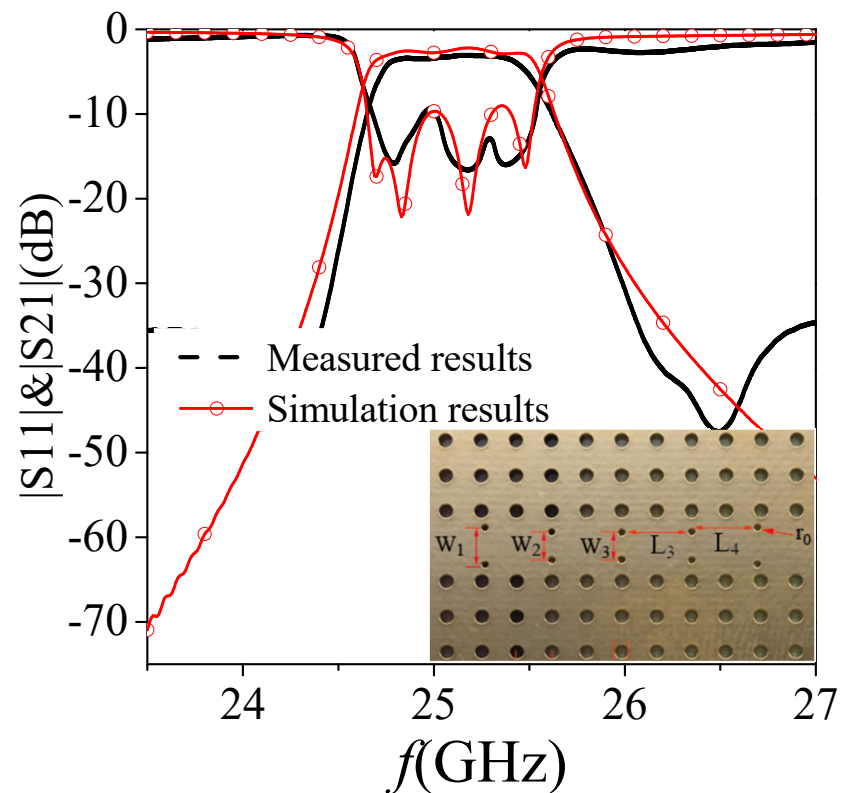 |S11|&|S21|(dB)
0
-10
-20
-30
-40
-50
-60
-70
Measured results
Simulation results
W1 W2 W3 L3 L4 r0
24 25 26 27
f(GHz)